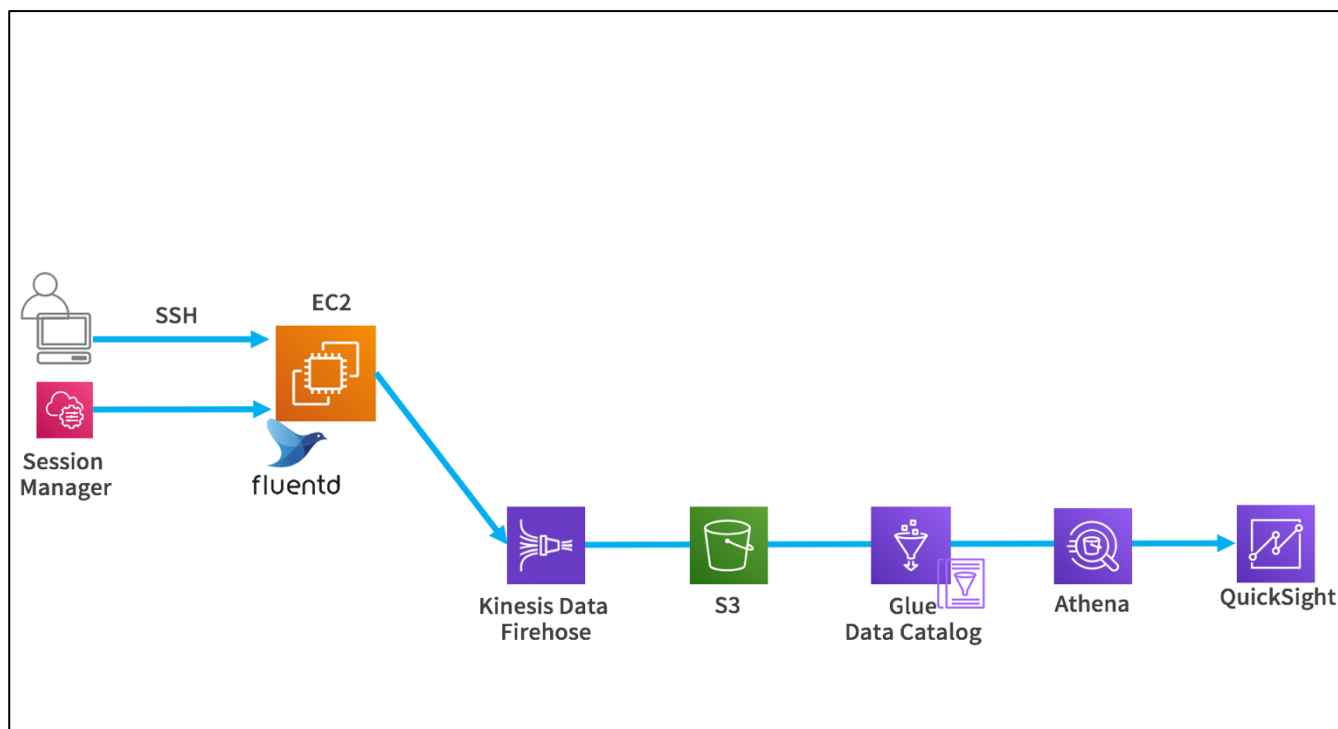 SSH
EC2
Session
Manager
fluentd
Kinesis Data
Firehose
S3
Glue
Data Catalog
Athena
QuickSight